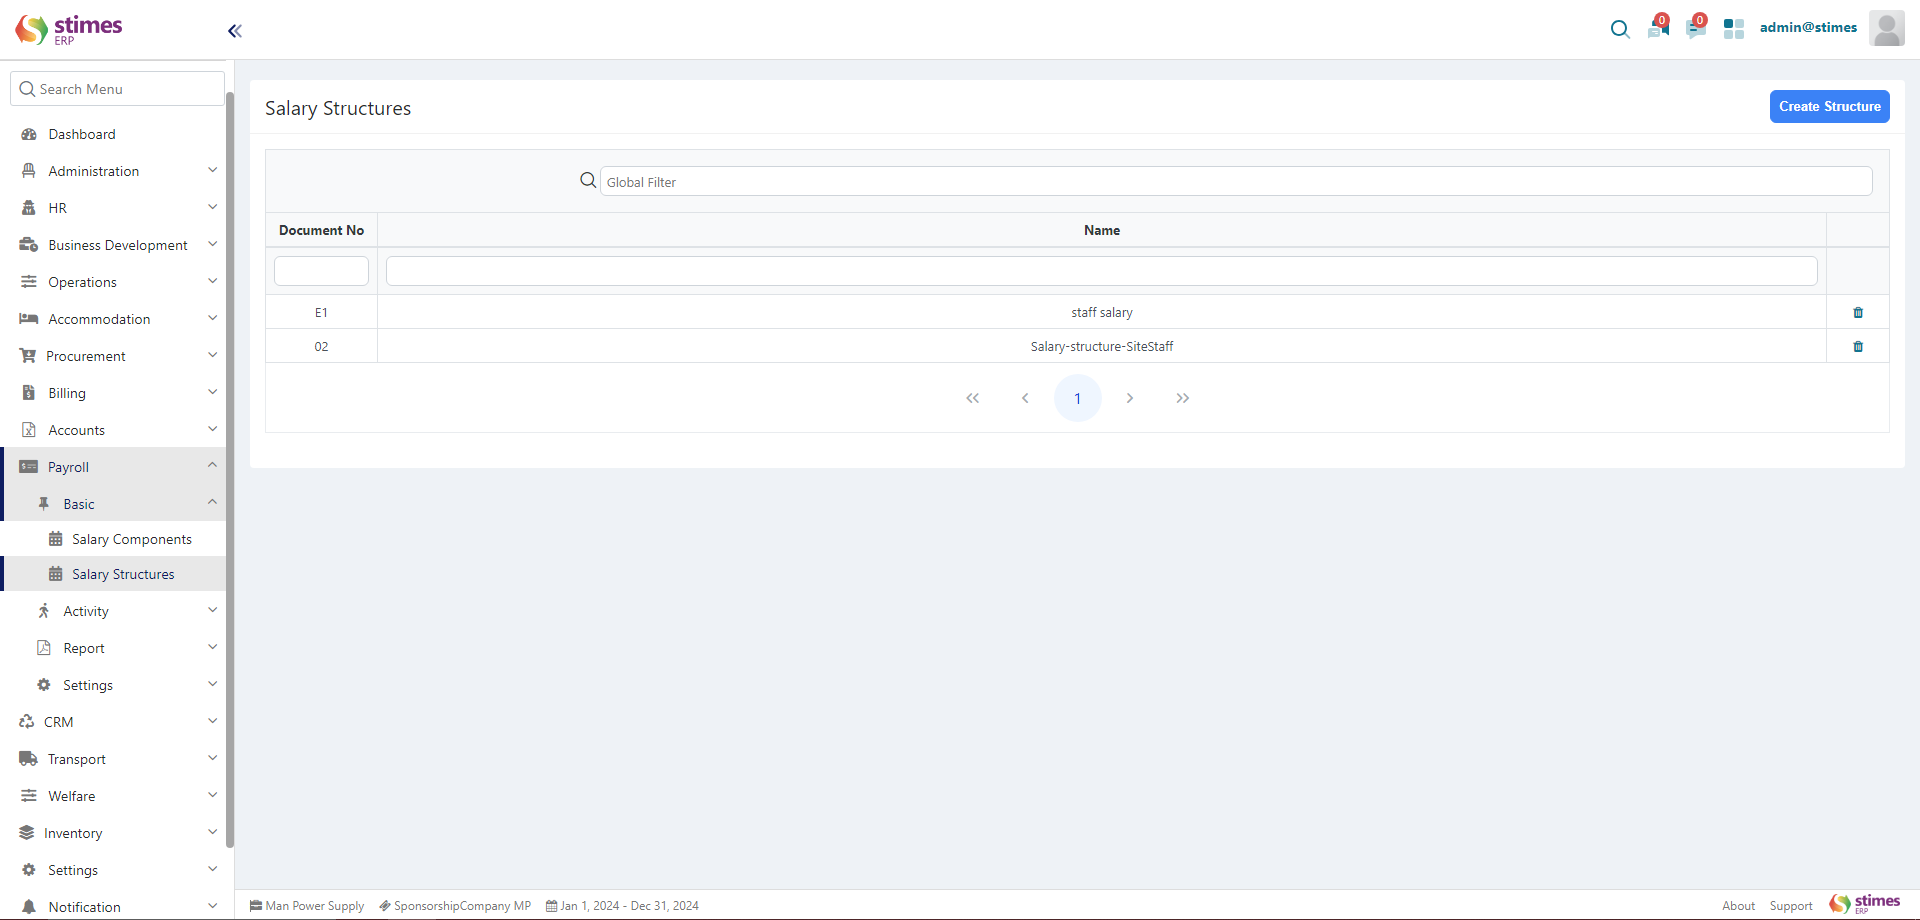 stimes
ERP
0
0
admin@stimes
Search Menu
Dashboard
Administration
HR
Business Development
Operations
Accommodation
Procurement
Billing
Accounts
Payroll
Basic
Salary Components
Salary Structures
Activity
Report
Settings
CRM
Transport
Welfare
Inventory
Settings
Notification
Salary Structures
Create Structure
Global Filter
Document No Name
E1 staff salary
02 Salary-structure-SiteStaff
1
Man Power Supply SponsorshipCompany MP Jan 1, 2024 - Dec 31, 2024
About Support stimes
ERP